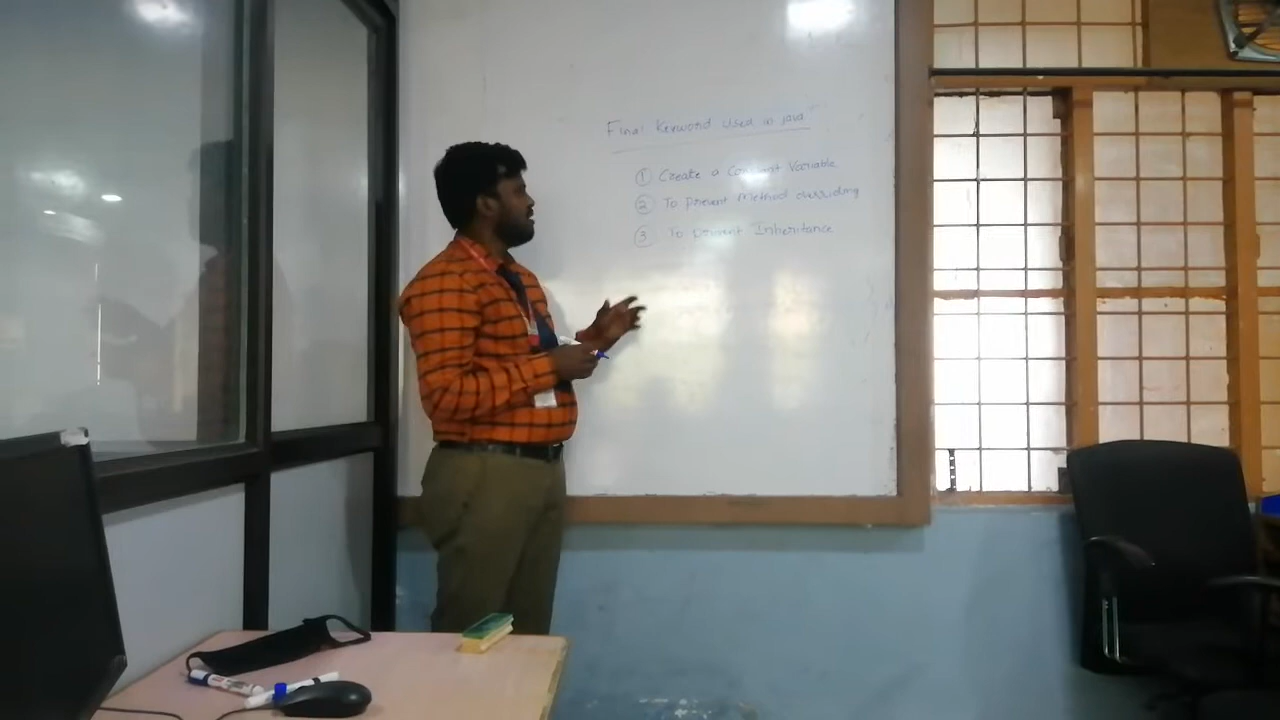 Final Keyword Used in java
① Create a Constant Variable
② To prevent Method overriding
③ To prevent Inheritance